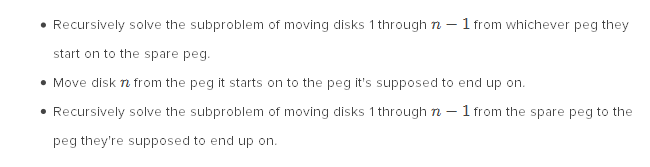 • Recursively solve the subproblem of moving disks 1 through n − 1 from whichever peg they
start on to the spare peg.
• Move disk n from the peg it starts on to the peg it's supposed to end up on.
• Recursively solve the subproblem of moving disks 1 through n − 1 from the spare peg to the
peg they're supposed to end up on.